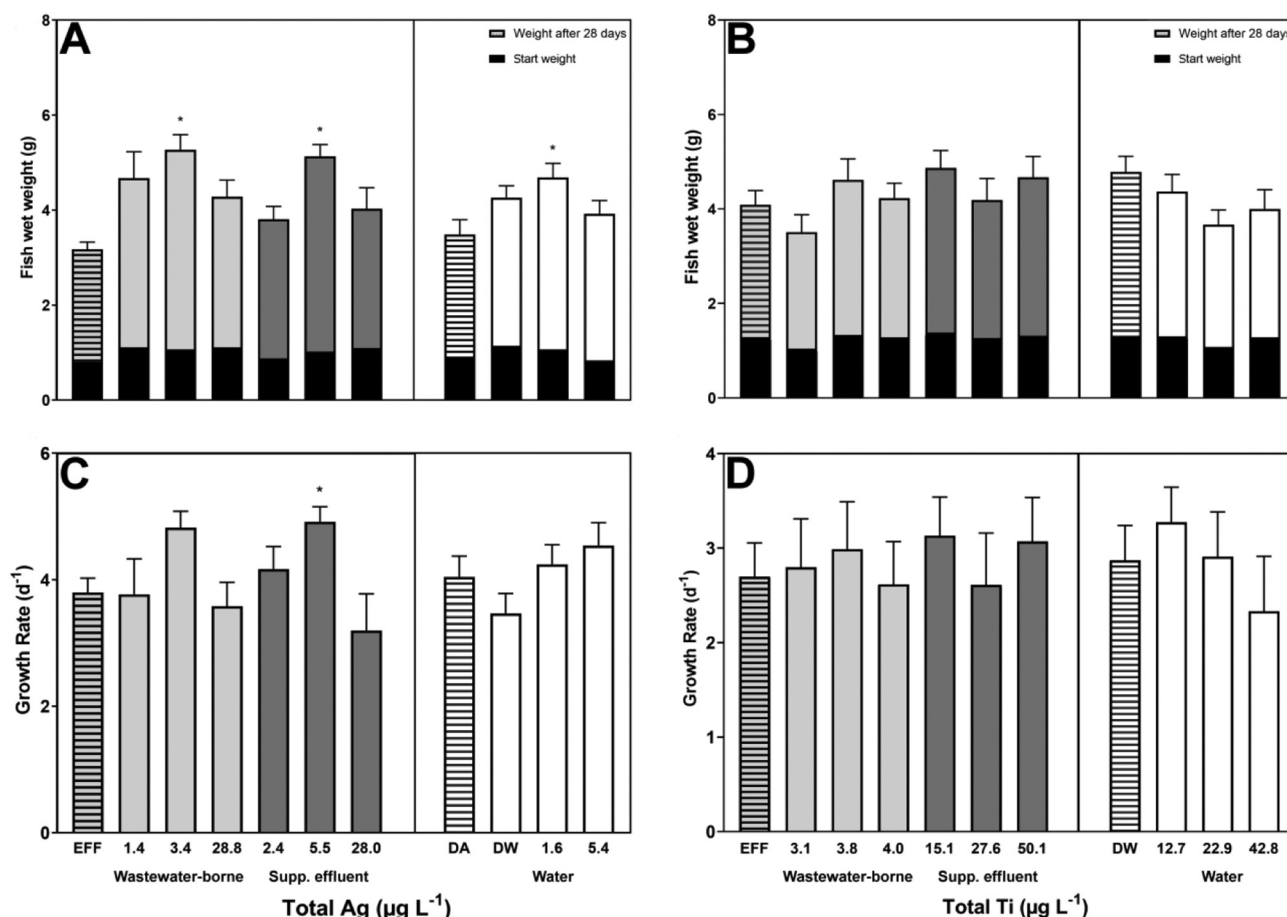 A
B
Weight after 28 days
Start weight
Weight after 28 days
Start weight
8
6
4
2
0
Fish wet weight (g)
*
*
*
8
6
4
2
0
Fish wet weight (g)
C
D
6
4
2
0
Growth Rate (d⁻¹)
*
4
3
2
1
0
Growth Rate (d⁻¹)
EFF 1.4 3.4 28.8 2.4 5.5 28.0 DA DW 1.6 5.4
Wastewater-borne Supp. effluent Water
Total Ag (µg L⁻¹)
EFF 3.1 3.8 4.0 15.1 27.6 50.1 DW 12.7 22.9 42.8
Wastewater-borne Supp. effluent Water
Total Ti (µg L⁻¹)